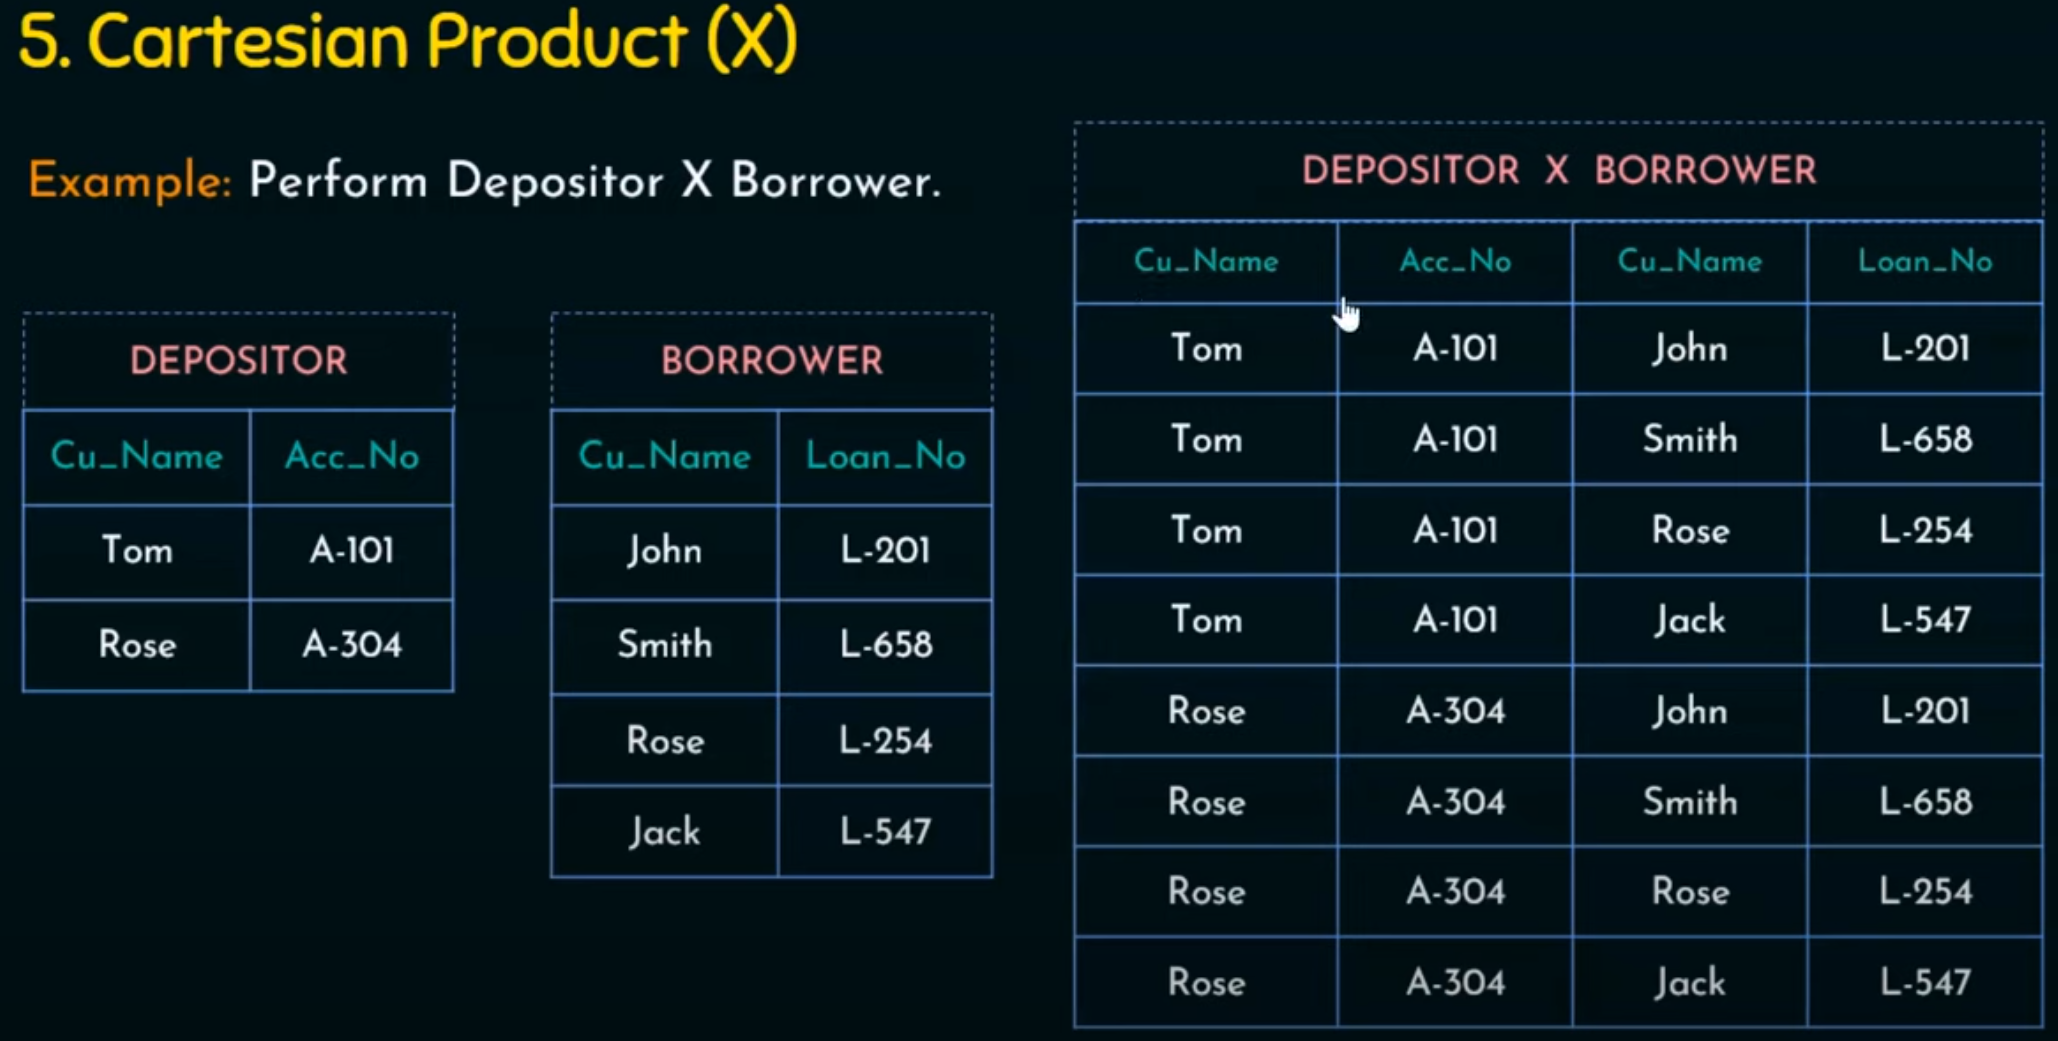 5. Cartesian Product (X)
Example: Perform Depositor X Borrower.
DEPOSITOR
Cu_Name Acc_No
Tom A-101
Rose A-304
BORROWER
Cu_Name Loan_No
John L-201
Smith L-658
Rose L-254
Jack L-547
DEPOSITOR X BORROWER
Cu_Name Acc_No Cu_Name Loan_No
Tom A-101 John L-201
Tom A-101 Smith L-658
Tom A-101 Rose L-254
Tom A-101 Jack L-547
Rose A-304 John L-201
Rose A-304 Smith L-658
Rose A-304 Rose L-254
Rose A-304 Jack L-547